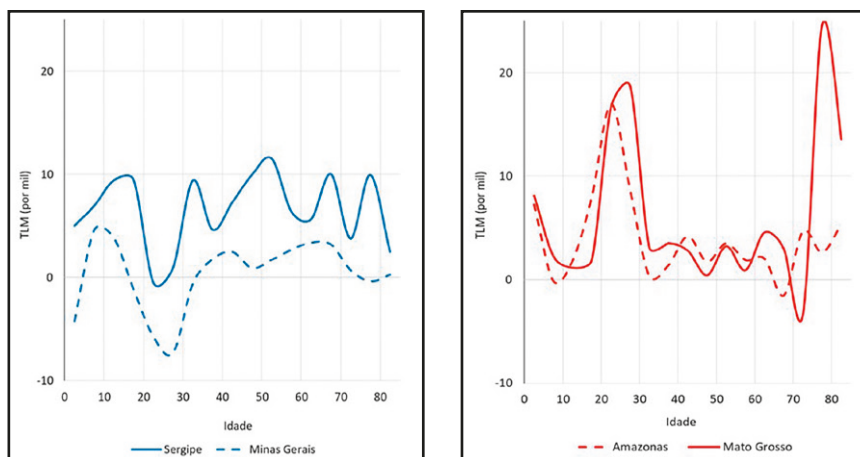 20
10
0
-10
TLM (por mil)
0 10 20 30 40 50 60 70 80
Idade
Sergipe Minas Gerais
20
10
0
-10
TLM (por mil)
0 10 20 30 40 50 60 70 80
Idade
Amazonas Mato Grosso